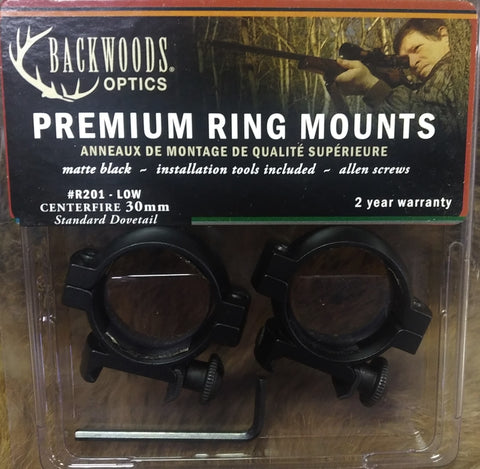 BACKWOODS®
OPTICS
PREMIUM RING MOUNTS
ANNEAUX DE MONTAGE DE QUALITÉ SUPÉRIEURE
matte black ~ installation tools included ~ allen screws
#R201 - LOW
CENTERFIRE 30mm
Standard Dovetail
2 year warranty